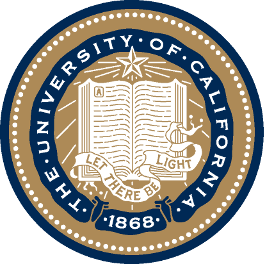 ·THE·UNIVERSITY·OF·CALIFORNIA·
A
LET THERE BE LIGHT
·1868·